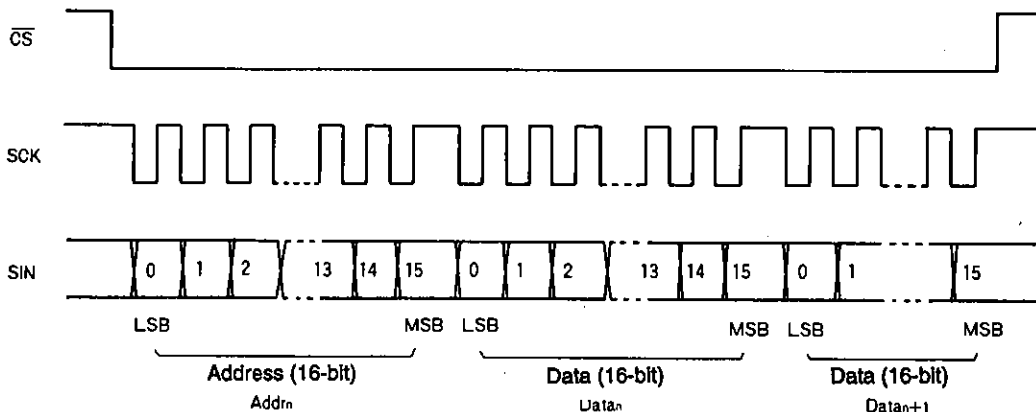 CS
SCK
SIN
0 1 2 13 14 15 0 1 2 13 14 15 0 1 15
LSB MSB LSB MSB LSB MSB
Address (16-bit) Data (16-bit) Data (16-bit)
Addrn Datan Datan+1